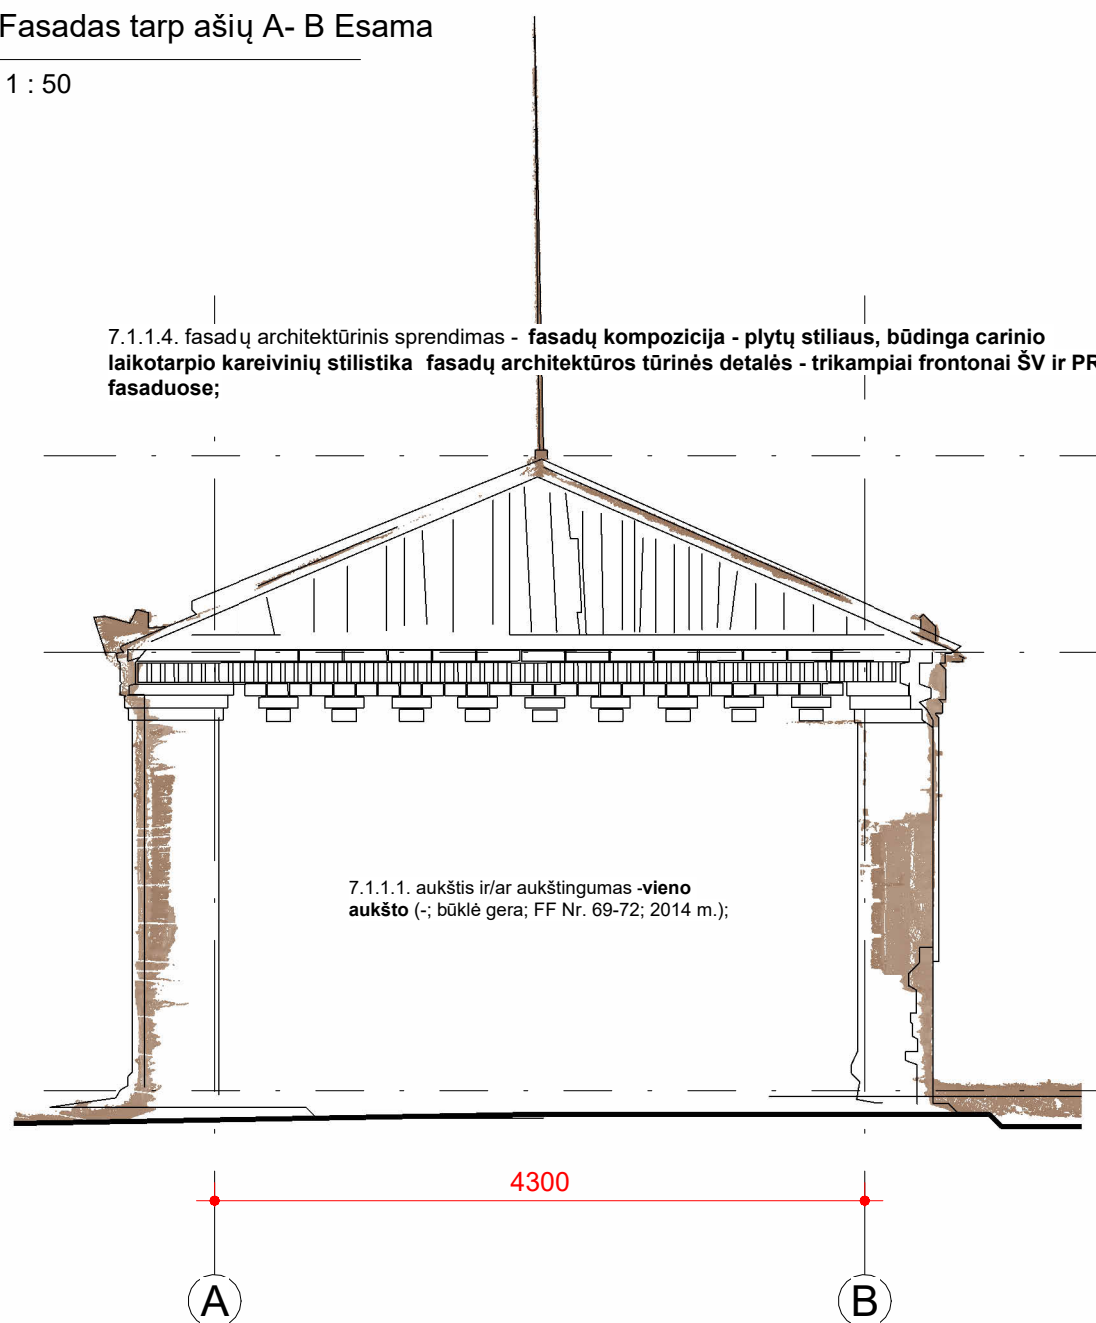 Fasadas tarp ašių A- B Esama
1 : 50
7.1.1.4. fasadų architektūrinis sprendimas - fasadų kompozicija - plytų stiliaus, būdinga carinio
laikotarpio kareivinių stilistika fasadų architektūros tūrinės detalės - trikampiai frontonai ŠV ir PR
fasaduose;
7.1.1.1. aukštis ir/ar aukštingumas -vieno
aukšto (-; būklė gera; FF Nr. 69-72; 2014 m.);
4300
A
B